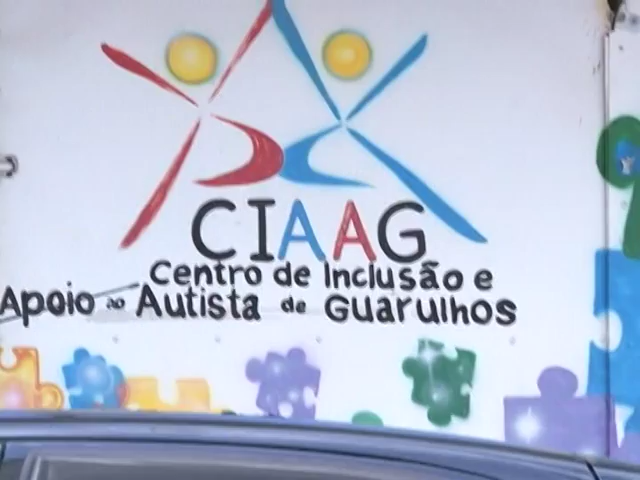 CIAAG
Centro de Inclusão e
Apoio ao Autista de Guarulhos